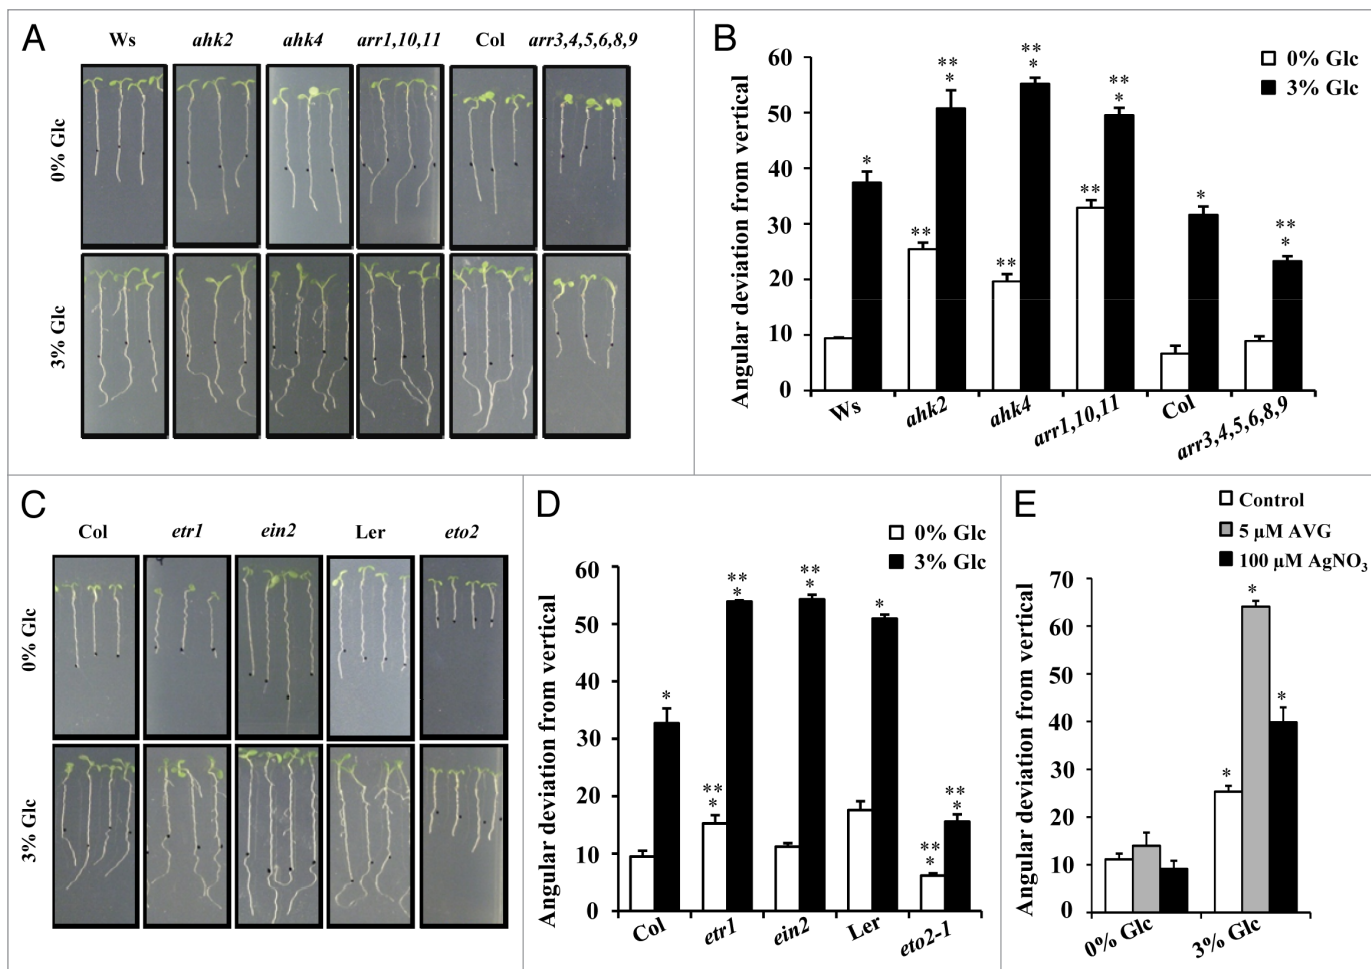 A
Ws ahk2 ahk4 arr1,10,11 Col arr3,4,5,6,8,9
0% Glc
3% Glc
B
0% Glc
3% Glc
Angular deviation from vertical
60
50
40
30
20
10
0
*
**
**
*
**
**
*
**
**
*
*
**
*
Ws ahk2 ahk4 arr1,10,11 Col arr3,4,5,6,8,9
C
Col etr1 ein2 Ler eto2
0% Glc
3% Glc
D
0% Glc
3% Glc
Angular deviation from vertical
60
50
40
30
20
10
0
*
**
*
**
*
**
*
*
**
*
**
*
Col etr1 ein2 Ler eto2-1
E
Control
5 µM AVG
100 µM AgNO₃
Angular deviation from vertical
70
60
50
40
30
20
10
0
*
*
*
0% Glc 3% Glc